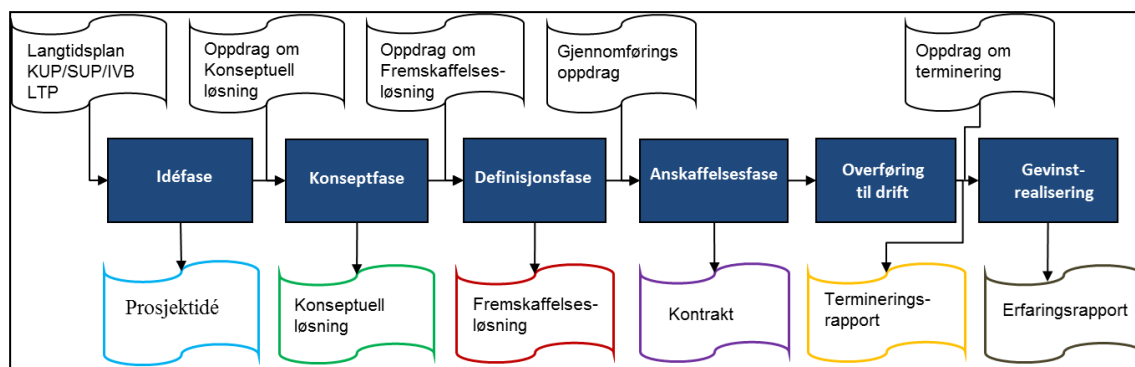 Langtidsplan
KUP/SUP/IVB
LTP
Oppdrag om
Konseptuell
løsning
Oppdrag om
Fremskaffelses-
løsning
Gjennomførings
oppdrag
Oppdrag om
terminering
Idéfase
Konseptfase
Definisjonsfase
Anskaffelsesfase
Overføring
til drift
Gevinst-
realisering
Prosjektidé
Konseptuell
løsning
Fremskaffelses-
løsning
Kontrakt
Terminerings-
rapport
Erfaringsrapport